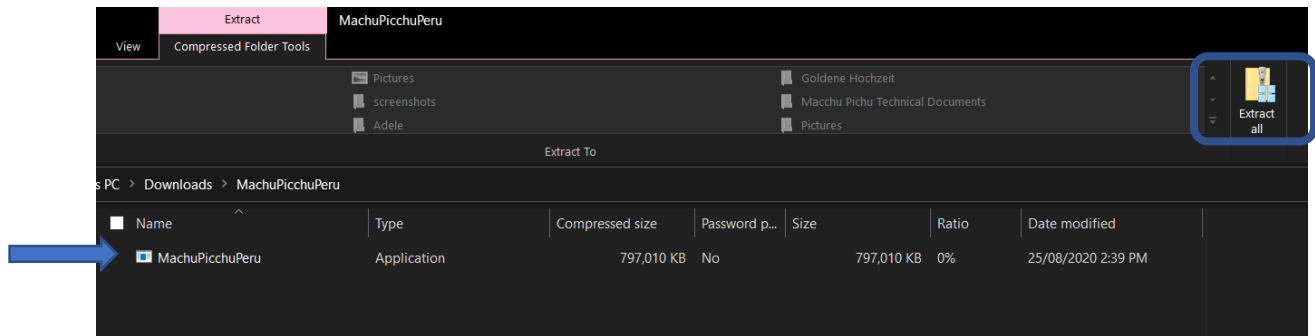 Extract MachuPicchuPeru
View Compressed Folder Tools
Pictures Goldene Hochzeit
screenshots Macchu Pichu Technical Documents
Adele Pictures
Extract all
Extract To
s PC > Downloads > MachuPicchuPeru
Name Type Compressed size Password p... Size Ratio Date modified
MachuPicchuPeru Application 797,010 KB No 797,010 KB 0% 25/08/2020 2:39 PM